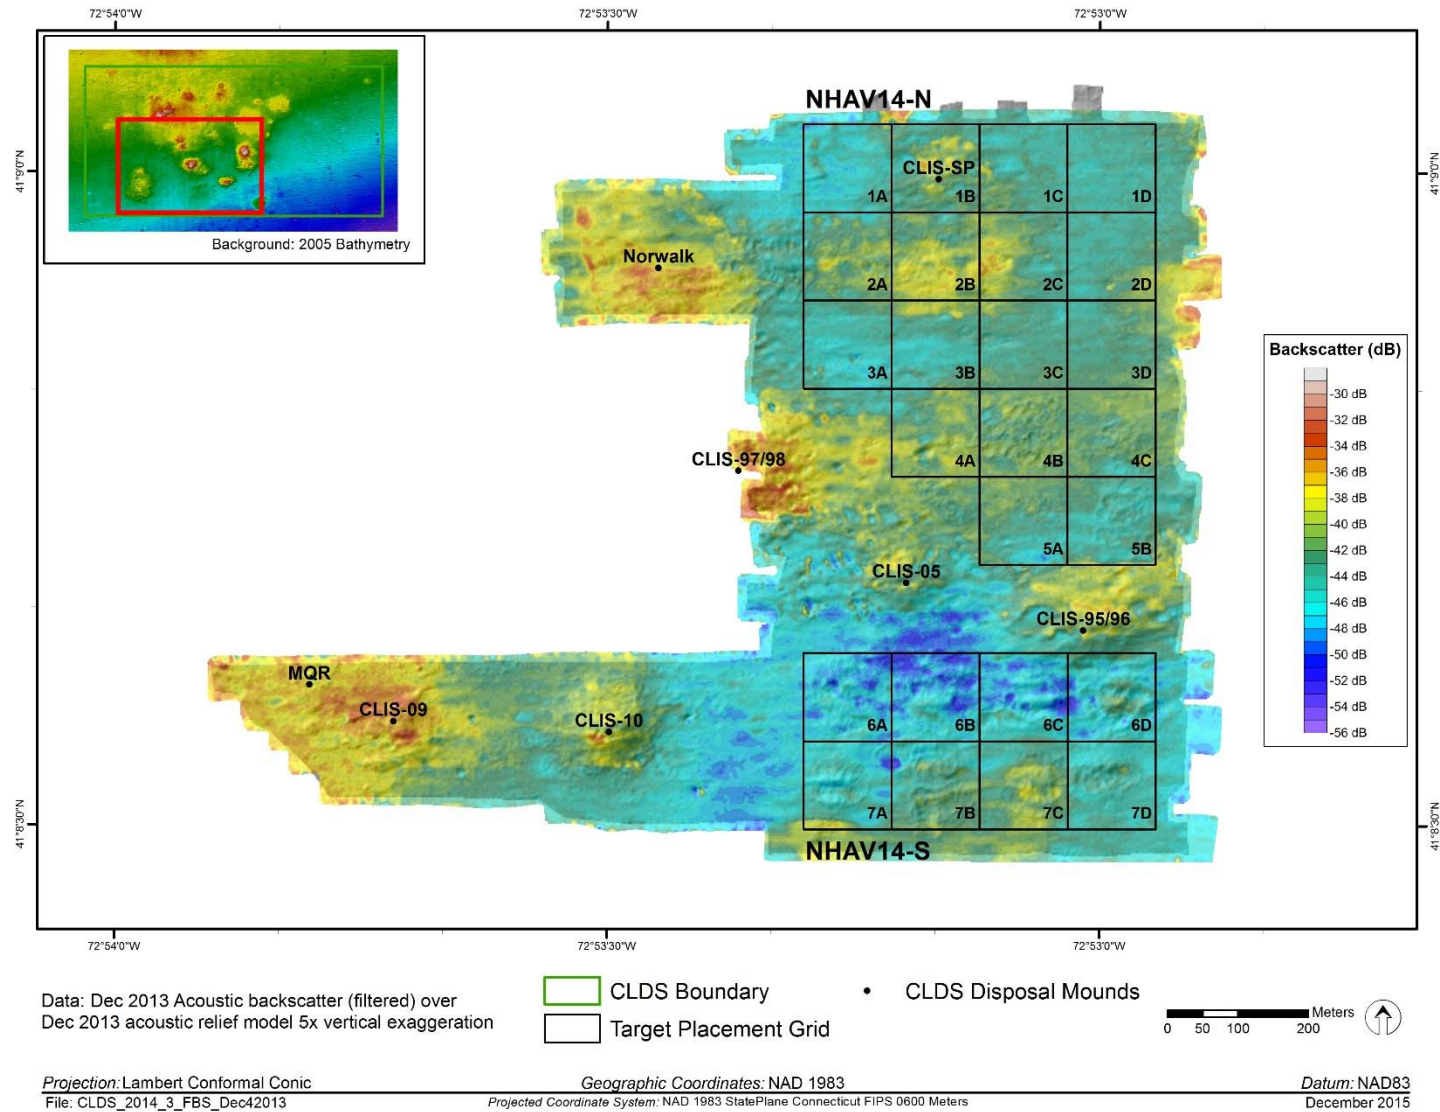 72°54'0"W
72°53'30"W
72°53'0"W
41°9'0"N
41°9'0"N
Background: 2005 Bathymetry
NHAV14-N
CLIS-SP
1A
1B
1C
1D
Norwalk
2A
2B
2C
2D
3A
3B
3C
3D
CLIS-97/98
4A
4B
4C
5A
5B
CLIS-05
CLIS-95/96
MQR
CLIS-09
CLIS-10
6A
6B
6C
6D
7A
7B
7C
7D
NHAV14-S
Backscatter (dB)
-30 dB
-32 dB
-34 dB
-36 dB
-38 dB
-40 dB
-42 dB
-44 dB
-46 dB
-48 dB
-50 dB
-52 dB
-54 dB
-56 dB
41°8'30"N
41°8'30"N
72°54'0"W
72°53'30"W
72°53'0"W
Data: Dec 2013 Acoustic backscatter (filtered) over
Dec 2013 acoustic relief model 5x vertical exaggeration
CLDS Boundary
Target Placement Grid
CLDS Disposal Mounds
Meters
0 50 100 200
Projection: Lambert Conformal Conic
Geographic Coordinates: NAD 1983
Datum: NAD83
File: CLDS_2014_3_FBS_Dec42013
Projected Coordinate System: NAD 1983 StatePlane Connecticut FIPS 0600 Meters
December 2015